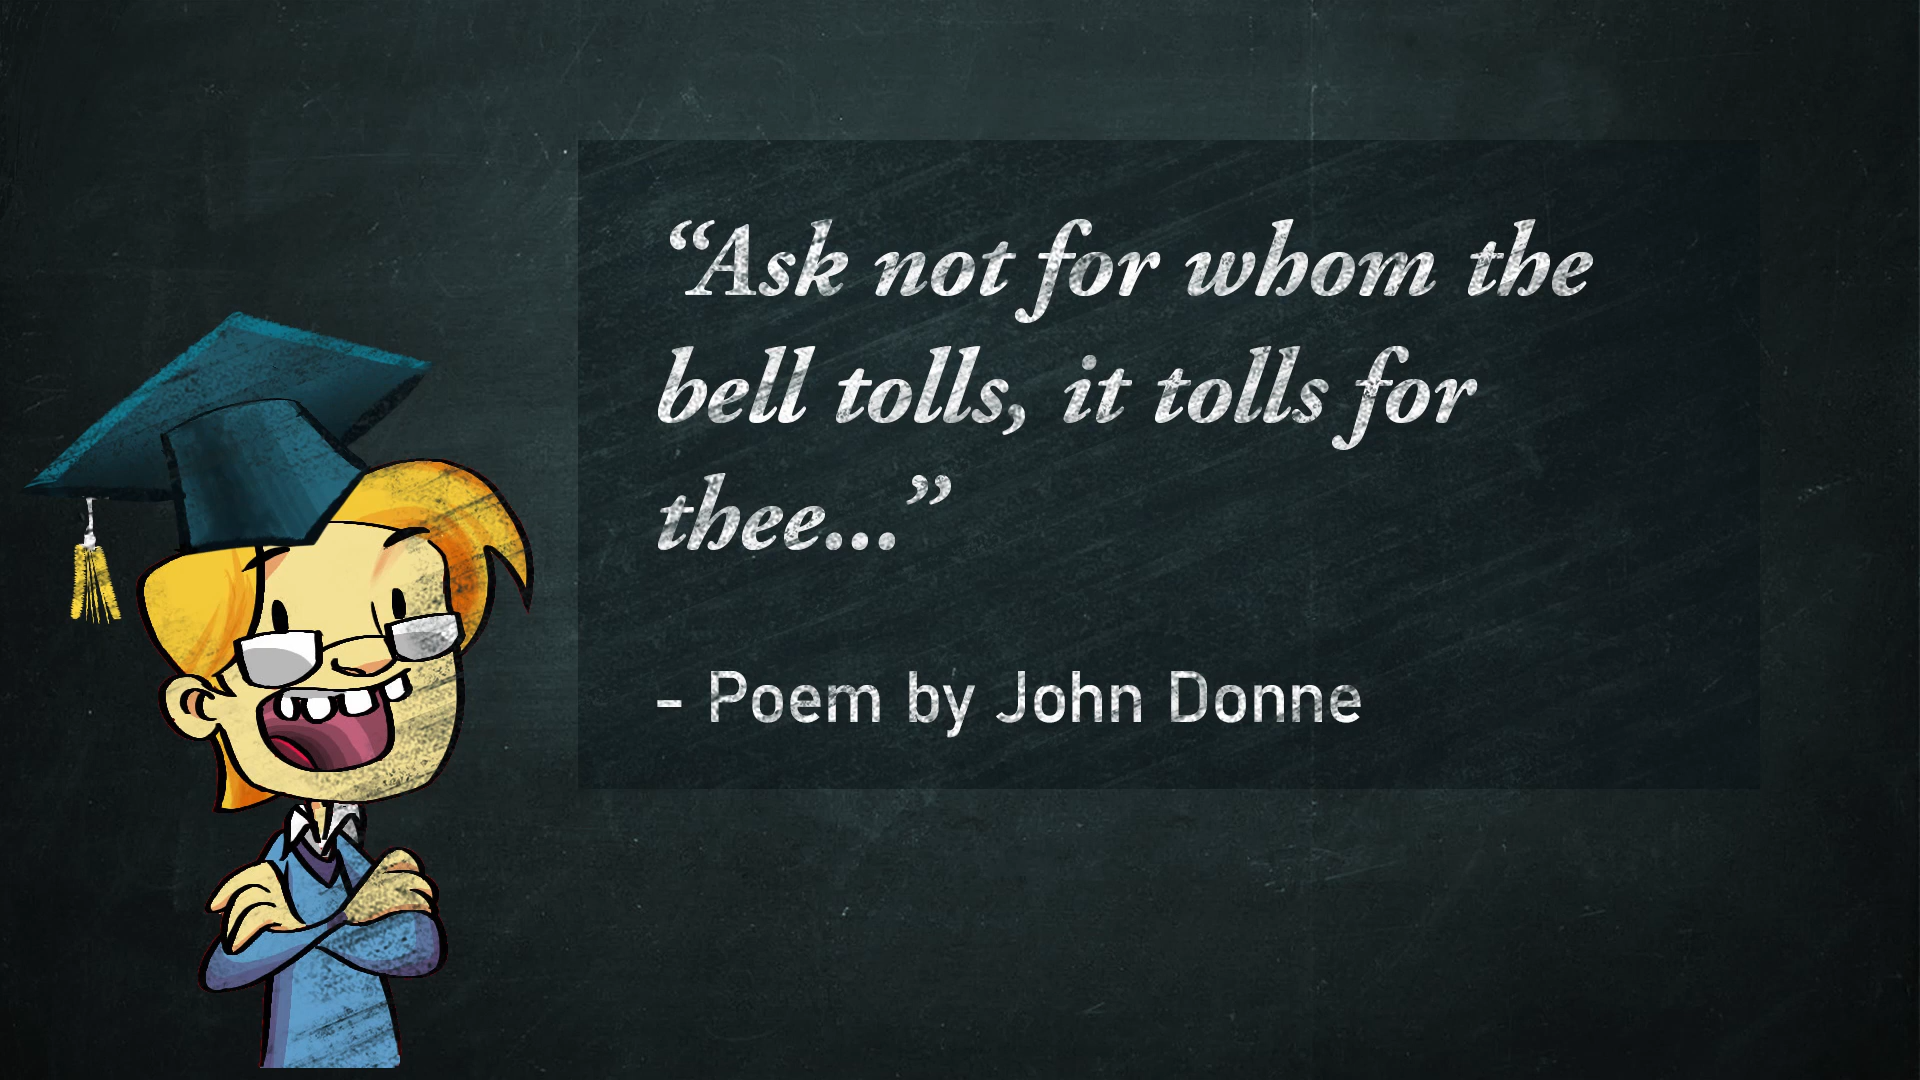 “Ask not for whom the
bell tolls, it tolls for
thee...”
- Poem by John Donne